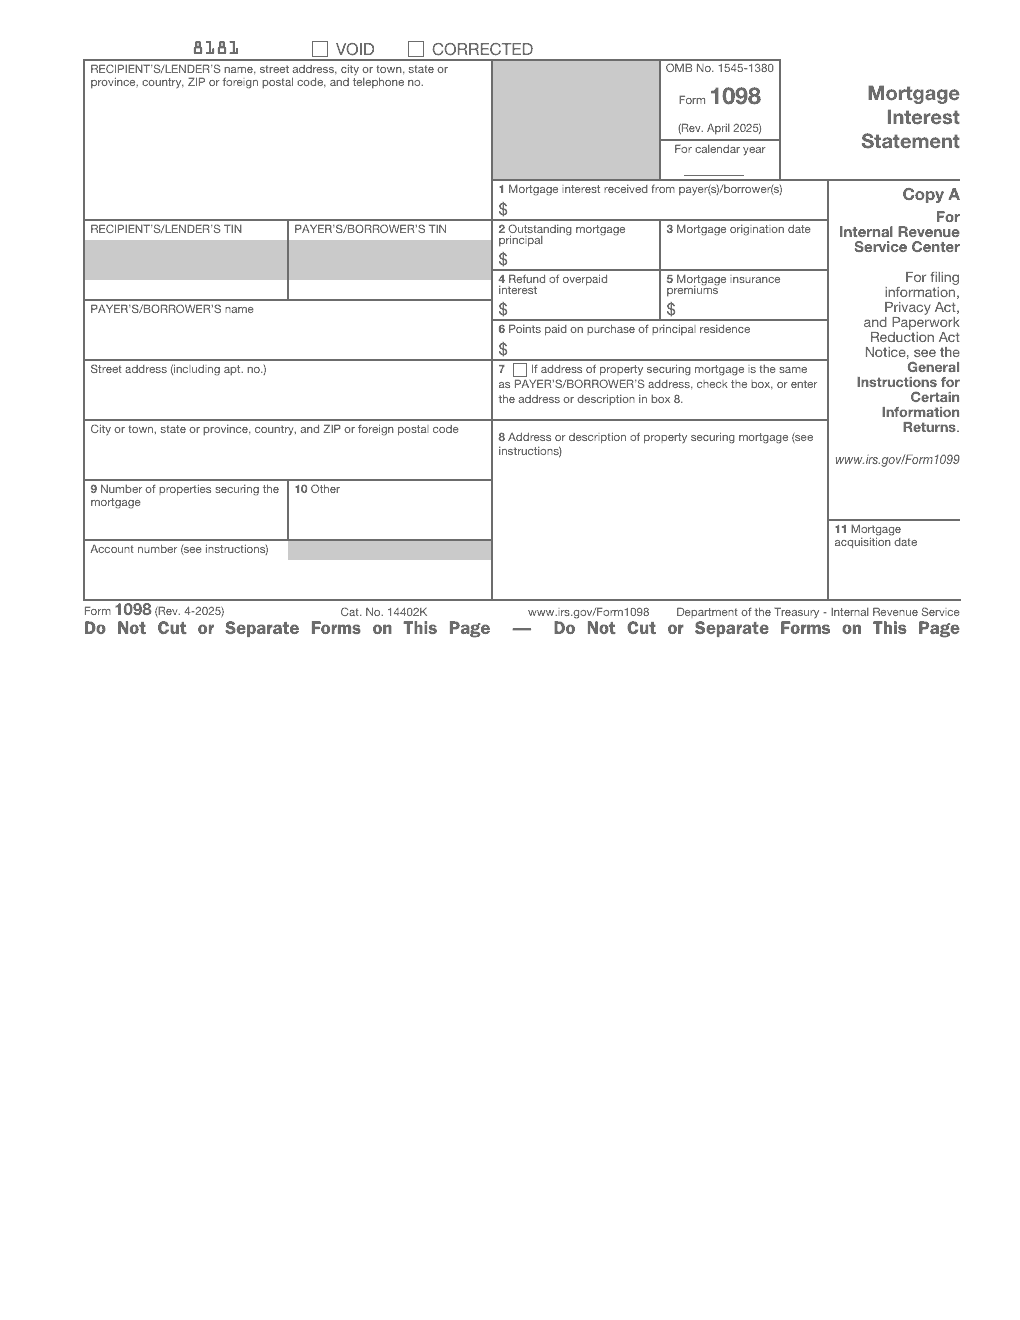 8181 VOID CORRECTED
RECIPIENT'S/LENDER'S name, street address, city or town, state or
province, country, ZIP or foreign postal code, and telephone no.
OMB No. 1545-1380
Form 1098
(Rev. April 2025)
For calendar year
Mortgage
Interest
Statement
1 Mortgage interest received from payer(s)/borrower(s)
$
Copy A
For
Internal Revenue
Service Center
For filing
information,
Privacy Act,
and Paperwork
Reduction Act
Notice, see the
General
Instructions for
Certain
Information
Returns.
www.irs.gov/Form1099
RECIPIENT'S/LENDER'S TIN
PAYER'S/BORROWER'S TIN
2 Outstanding mortgage
principal
$
3 Mortgage origination date
4 Refund of overpaid
interest
$
5 Mortgage insurance
premiums
$
PAYER'S/BORROWER'S name
6 Points paid on purchase of principal residence
$
Street address (including apt. no.)
7 If address of property securing mortgage is the same
as PAYER'S/BORROWER'S address, check the box, or enter
the address or description in box 8.
City or town, state or province, country, and ZIP or foreign postal code
8 Address or description of property securing mortgage (see
instructions)
9 Number of properties securing the
mortgage
10 Other
11 Mortgage
acquisition date
Account number (see instructions)
Form 1098 (Rev. 4-2025) Cat. No. 14402K www.irs.gov/Form1098 Department of the Treasury - Internal Revenue Service
Do Not Cut or Separate Forms on This Page — Do Not Cut or Separate Forms on This Page